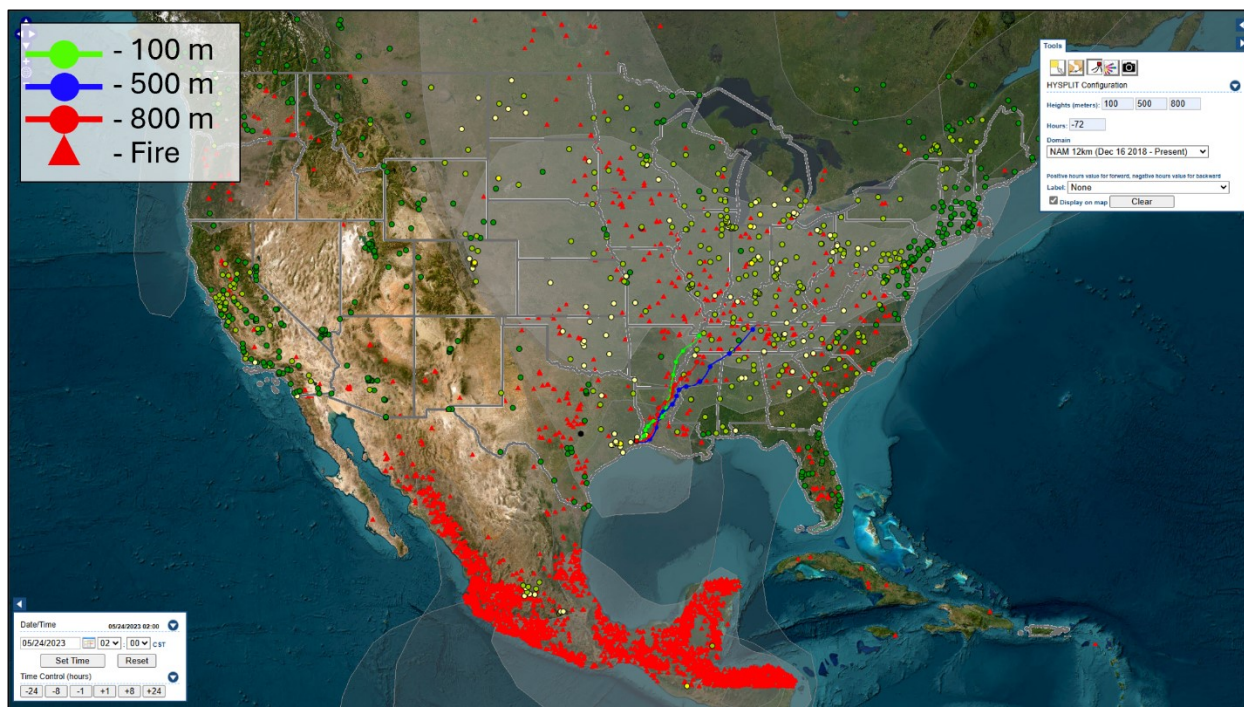 - 100 m
- 500 m
- 800 m
- Fire
Tools
HYSPLIT Configuration
Heights (meters): 100 500 800
Hours: -72
Domain
NAM 12km (Dec 16 2018 - Present)
Positive hours value for forward, negative hours value for backward
Label: None
Display on map Clear
Date/Time 05/24/2023 02:00
05/24/2023 02 : 00 CST
Set Time Reset
Time Control (hours)
-24 -8 -1 +1 +8 +24